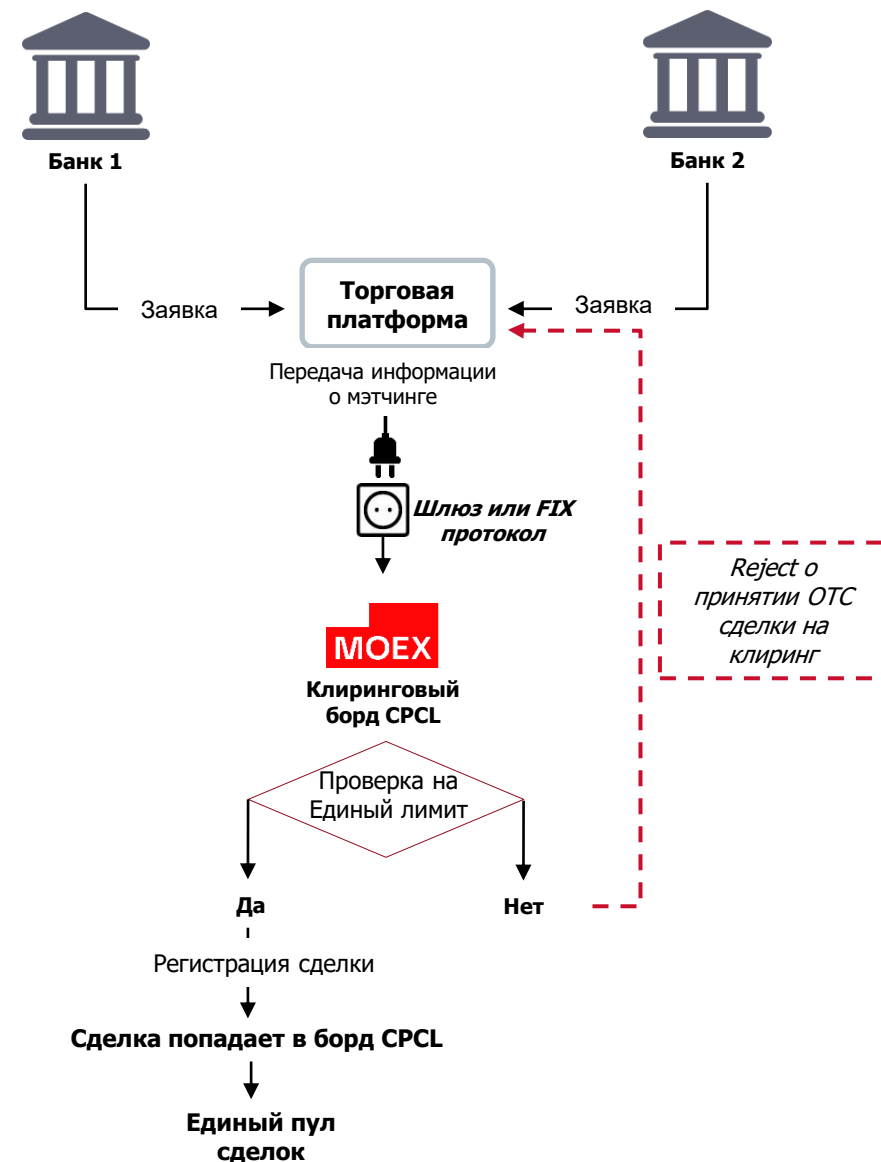 Банк 1
Банк 2
Заявка
Торговая
платформа
Заявка
Передача информации
о мэтчинге
Шлюз или FIX
протокол
Reject о
принятии ОТС
сделки на
клиринг
MOEX
Клиринговый
борд CPCL
Проверка на
Единый лимит
Да
Нет
Регистрация сделки
Сделка попадает в борд CPCL
Единый пул
сделок